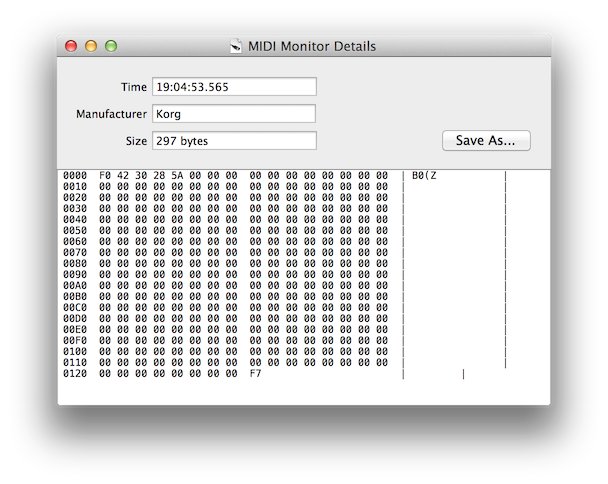 MIDI Monitor Details
Time 19:04:53.565
Manufacturer Korg
Size 297 bytes
Save As...
0000 F0 42 30 28 5A 00 00 00 00 00 00 00 00 00 00 00 | B0(Z |
0010 00 00 00 00 00 00 00 00 00 00 00 00 00 00 00 00 | |
0020 00 00 00 00 00 00 00 00 00 00 00 00 00 00 00 00 | |
0030 00 00 00 00 00 00 00 00 00 00 00 00 00 00 00 00 | |
0040 00 00 00 00 00 00 00 00 00 00 00 00 00 00 00 00 | |
0050 00 00 00 00 00 00 00 00 00 00 00 00 00 00 00 00 | |
0060 00 00 00 00 00 00 00 00 00 00 00 00 00 00 00 00 | |
0070 00 00 00 00 00 00 00 00 00 00 00 00 00 00 00 00 | |
0080 00 00 00 00 00 00 00 00 00 00 00 00 00 00 00 00 | |
0090 00 00 00 00 00 00 00 00 00 00 00 00 00 00 00 00 | |
00A0 00 00 00 00 00 00 00 00 00 00 00 00 00 00 00 00 | |
00B0 00 00 00 00 00 00 00 00 00 00 00 00 00 00 00 00 | |
00C0 00 00 00 00 00 00 00 00 00 00 00 00 00 00 00 00 | |
00D0 00 00 00 00 00 00 00 00 00 00 00 00 00 00 00 00 | |
00E0 00 00 00 00 00 00 00 00 00 00 00 00 00 00 00 00 | |
00F0 00 00 00 00 00 00 00 00 00 00 00 00 00 00 00 00 | |
0100 00 00 00 00 00 00 00 00 00 00 00 00 00 00 00 00 | |
0110 00 00 00 00 00 00 00 00 00 00 00 00 00 00 00 00 | |
0120 00 00 00 00 00 00 00 00 F7 | |